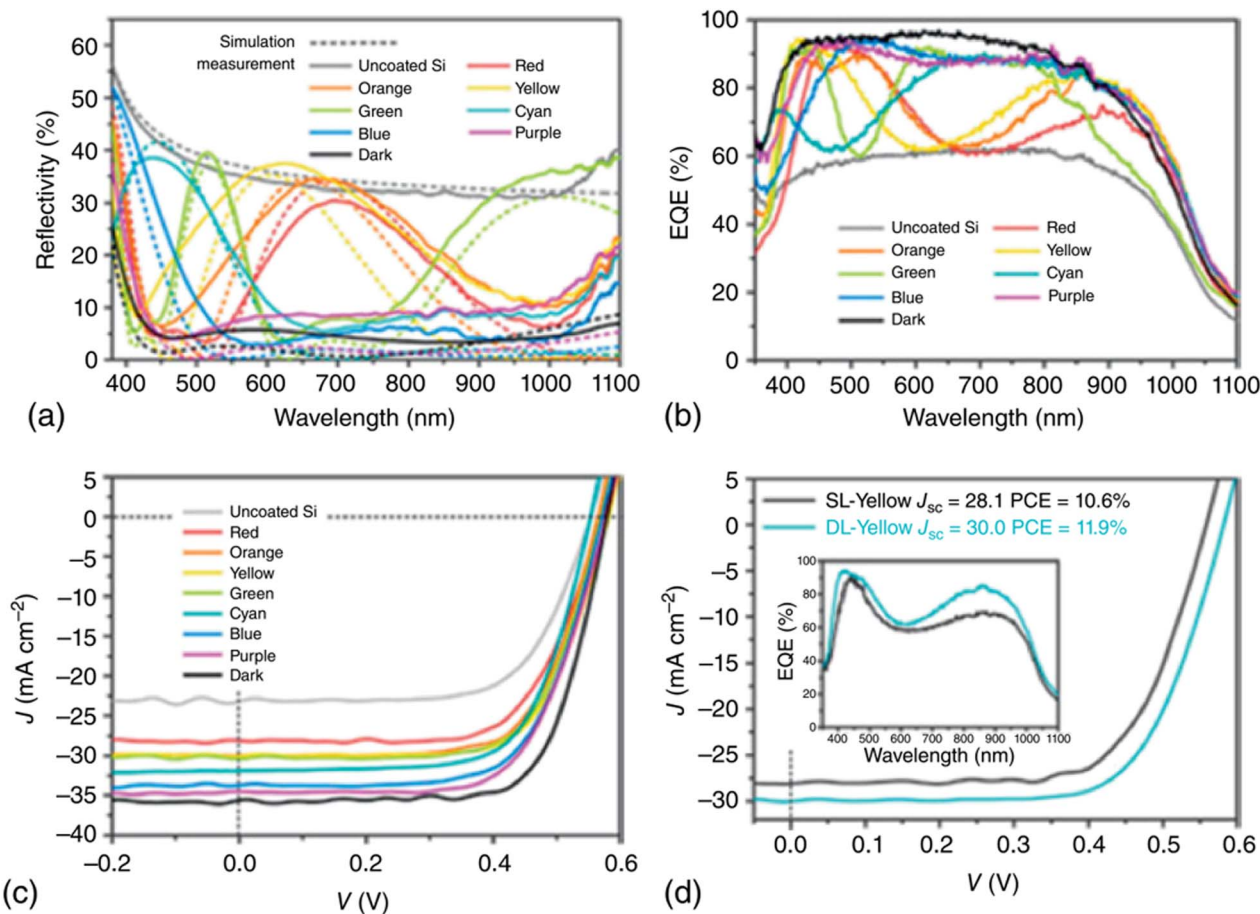 60
50
40
30
20
10
0
Reflectivity (%)
Simulation
measurement
Uncoated Si
Red
Orange
Yellow
Green
Cyan
Blue
Purple
Dark
400 500 600 700 800 900 1000 1100
Wavelength (nm)
(a)
100
80
60
40
20
0
EQE (%)
Uncoated Si
Red
Orange
Yellow
Green
Cyan
Blue
Purple
Dark
400 500 600 700 800 900 1000 1100
Wavelength (nm)
(b)
5
0
–5
–10
–15
–20
–25
–30
–35
–40
J (mA cm–2)
Uncoated Si
Red
Orange
Yellow
Green
Cyan
Blue
Purple
Dark
–0.2 0.0 0.2 0.4 0.6
V (V)
(c)
5
0
–5
–10
–15
–20
–25
–30
J (mA cm–2)
SL-Yellow Jsc = 28.1 PCE = 10.6%
DL-Yellow Jsc = 30.0 PCE = 11.9%
100
80
60
40
20
0
EQE (%)
400 500 600 700 800 900 1000 1100
Wavelength (nm)
0.0 0.1 0.2 0.3 0.4 0.5 0.6
V (V)
(d)